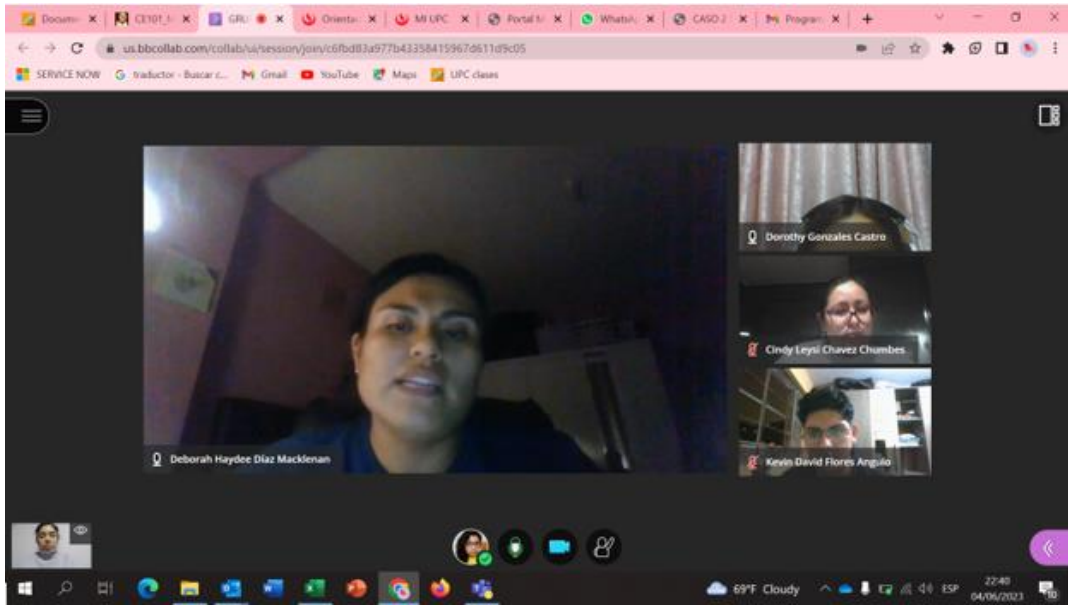 Docum
CE101_
GRU
Orienta
MI UPC
Portal
WhatsA
CASO
Program
us.bbcollab.com/collab/ui/session/join/c6fbd83a977b43358415967d611d9c05
SERVICE NOW
traductor - Buscar c...
Gmail
YouTube
Maps
UPC clases
Dorothy Gonzales Castro
Cindy Leysi Chavez Chumbes
Kevin David Flores Angulo
Deborah Haydee Díaz Macklenan
69°F Cloudy
ESP
22:40
04/06/2023